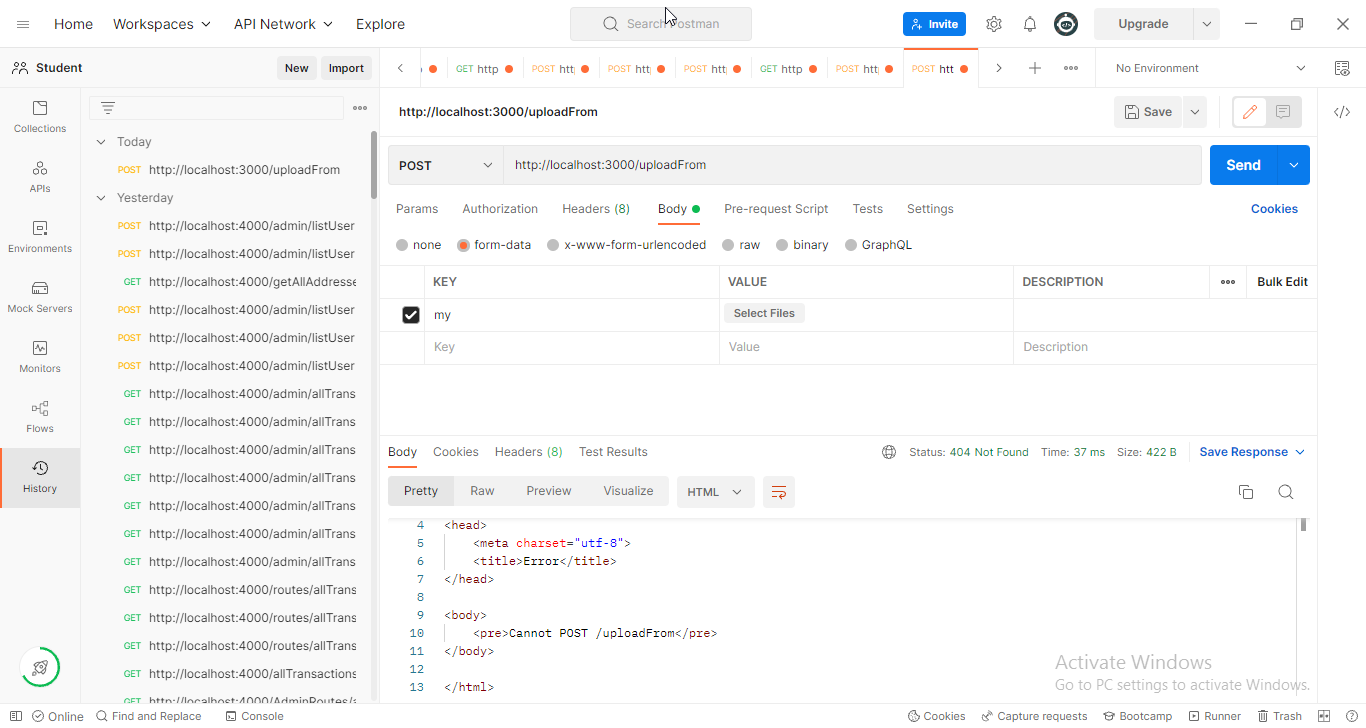 Home Workspaces API Network Explore Search Postman Invite Upgrade
Student New Import GET http POST htt POST htt POST htt GET http POST htt POST htt No Environment
http://localhost:3000/uploadFrom Save
POST http://localhost:3000/uploadFrom Send
Params Authorization Headers (8) Body Pre-request Script Tests Settings Cookies
none form-data x-www-form-urlencoded raw binary GraphQL
KEY VALUE DESCRIPTION Bulk Edit
my Select Files
Key Value Description
Collections
APIs
Environments
Mock Servers
Monitors
Flows
History
Today
POST http://localhost:3000/uploadFrom
Yesterday
POST http://localhost:4000/admin/listUser
POST http://localhost:4000/admin/listUser
GET http://localhost:4000/getAllAddresse
POST http://localhost:4000/admin/listUser
POST http://localhost:4000/admin/listUser
POST http://localhost:4000/admin/listUser
GET http://localhost:4000/admin/allTrans
GET http://localhost:4000/admin/allTrans
GET http://localhost:4000/admin/allTrans
GET http://localhost:4000/admin/allTrans
GET http://localhost:4000/admin/allTrans
GET http://localhost:4000/admin/allTrans
GET http://localhost:4000/admin/allTrans
GET http://localhost:4000/routes/allTrans
GET http://localhost:4000/routes/allTrans
GET http://localhost:4000/routes/allTrans
GET http://localhost:4000/allTransactions
GET http://localhost:4000/AdminRoutes/a
Body Cookies Headers (8) Test Results Status: 404 Not Found Time: 37 ms Size: 422 B Save Response
Pretty Raw Preview Visualize HTML
4 <head>
5 <meta charset="utf-8">
6 <title>Error</title>
7 </head>
8
9 <body>
10 <pre>Cannot POST /uploadFrom</pre>
11 </body>
12
13 </html>
Activate Windows
Go to PC settings to activate Windows.
Online Find and Replace Console Cookies Capture requests Bootcamp Runner Trash